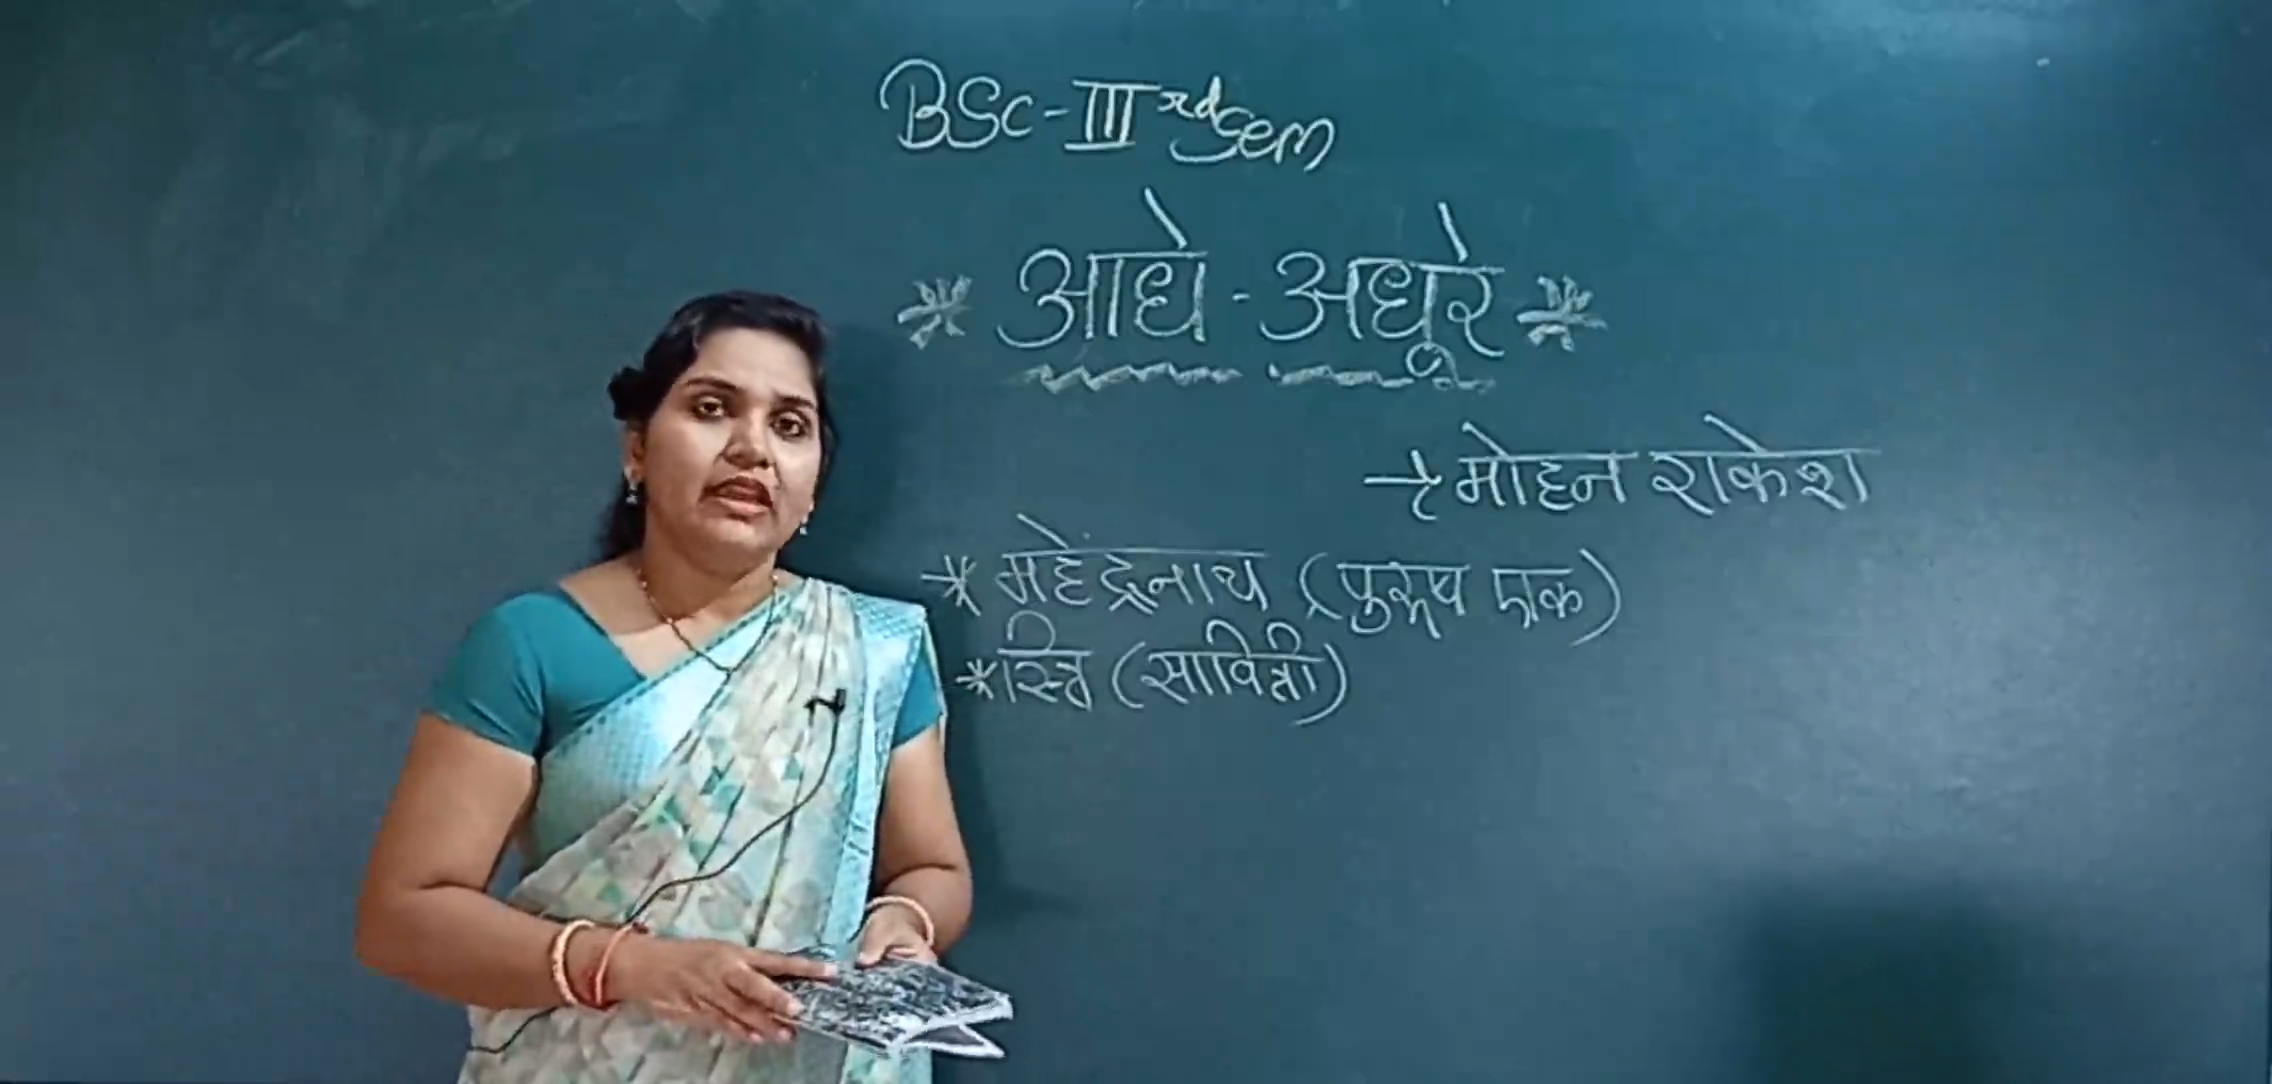 BSc-III rd Sem
* आधे-अधूरे *
→ मोहन राकेश
* महेंद्रनाथ (पुरुष एक)
* स्त्रि (सावित्री)